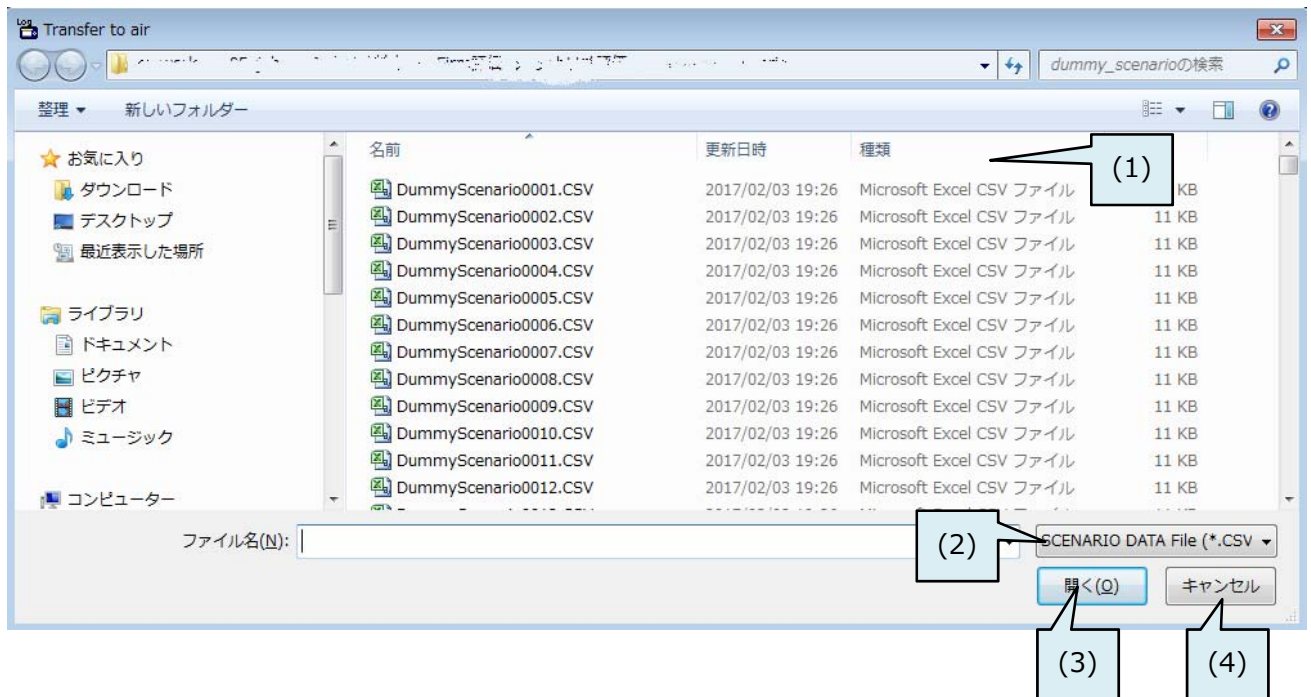 Transfer to air
dummy_scenarioの検索
整理 新しいフォルダー
名前 更新日時 種類
(1)
お気に入り
ダウンロード
デスクトップ
最近表示した場所
ライブラリ
ドキュメント
ピクチャ
ビデオ
ミュージック
コンピューター
DummyScenario0001.CSV 2017/02/03 19:26 Microsoft Excel CSV ファイル KB
DummyScenario0002.CSV 2017/02/03 19:26 Microsoft Excel CSV ファイル 11 KB
DummyScenario0003.CSV 2017/02/03 19:26 Microsoft Excel CSV ファイル 11 KB
DummyScenario0004.CSV 2017/02/03 19:26 Microsoft Excel CSV ファイル 11 KB
DummyScenario0005.CSV 2017/02/03 19:26 Microsoft Excel CSV ファイル 11 KB
DummyScenario0006.CSV 2017/02/03 19:26 Microsoft Excel CSV ファイル 11 KB
DummyScenario0007.CSV 2017/02/03 19:26 Microsoft Excel CSV ファイル 11 KB
DummyScenario0008.CSV 2017/02/03 19:26 Microsoft Excel CSV ファイル 11 KB
DummyScenario0009.CSV 2017/02/03 19:26 Microsoft Excel CSV ファイル 11 KB
DummyScenario0010.CSV 2017/02/03 19:26 Microsoft Excel CSV ファイル 11 KB
DummyScenario0011.CSV 2017/02/03 19:26 Microsoft Excel CSV ファイル 11 KB
DummyScenario0012.CSV 2017/02/03 19:26 Microsoft Excel CSV ファイル 11 KB
ファイル名(N):
(2)
SCENARIO DATA File (*.CSV
開く(O) キャンセル
(3) (4)